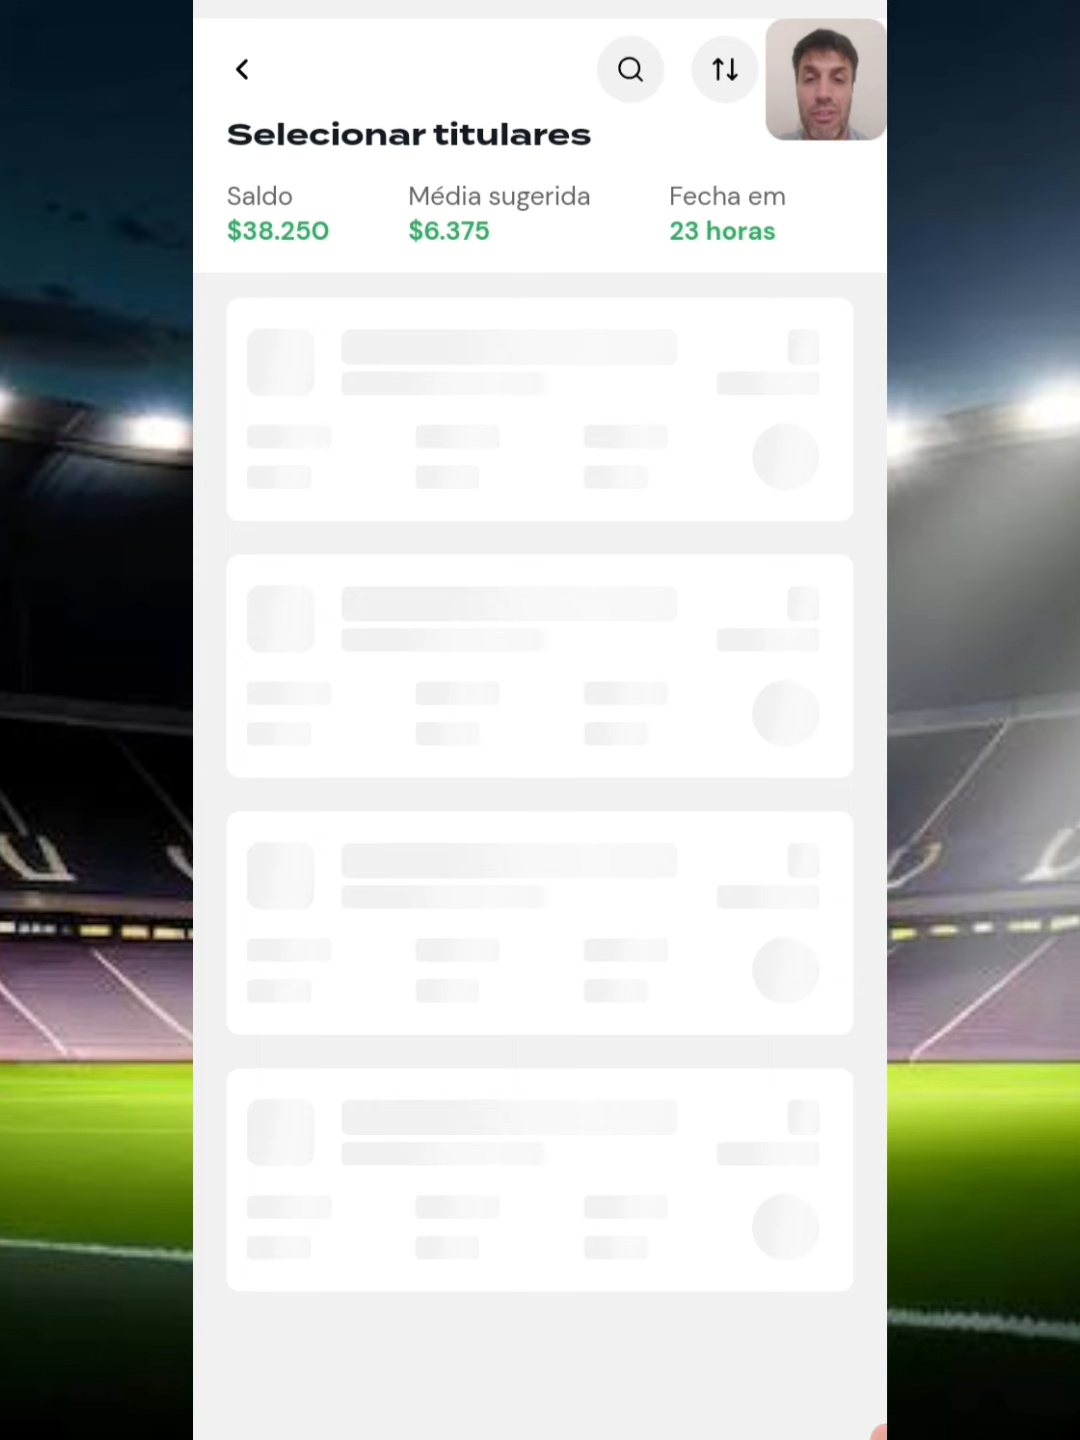 Selecionar titulares
Saldo
Média sugerida
Fecha em
$38.250
$6.375
23 horas